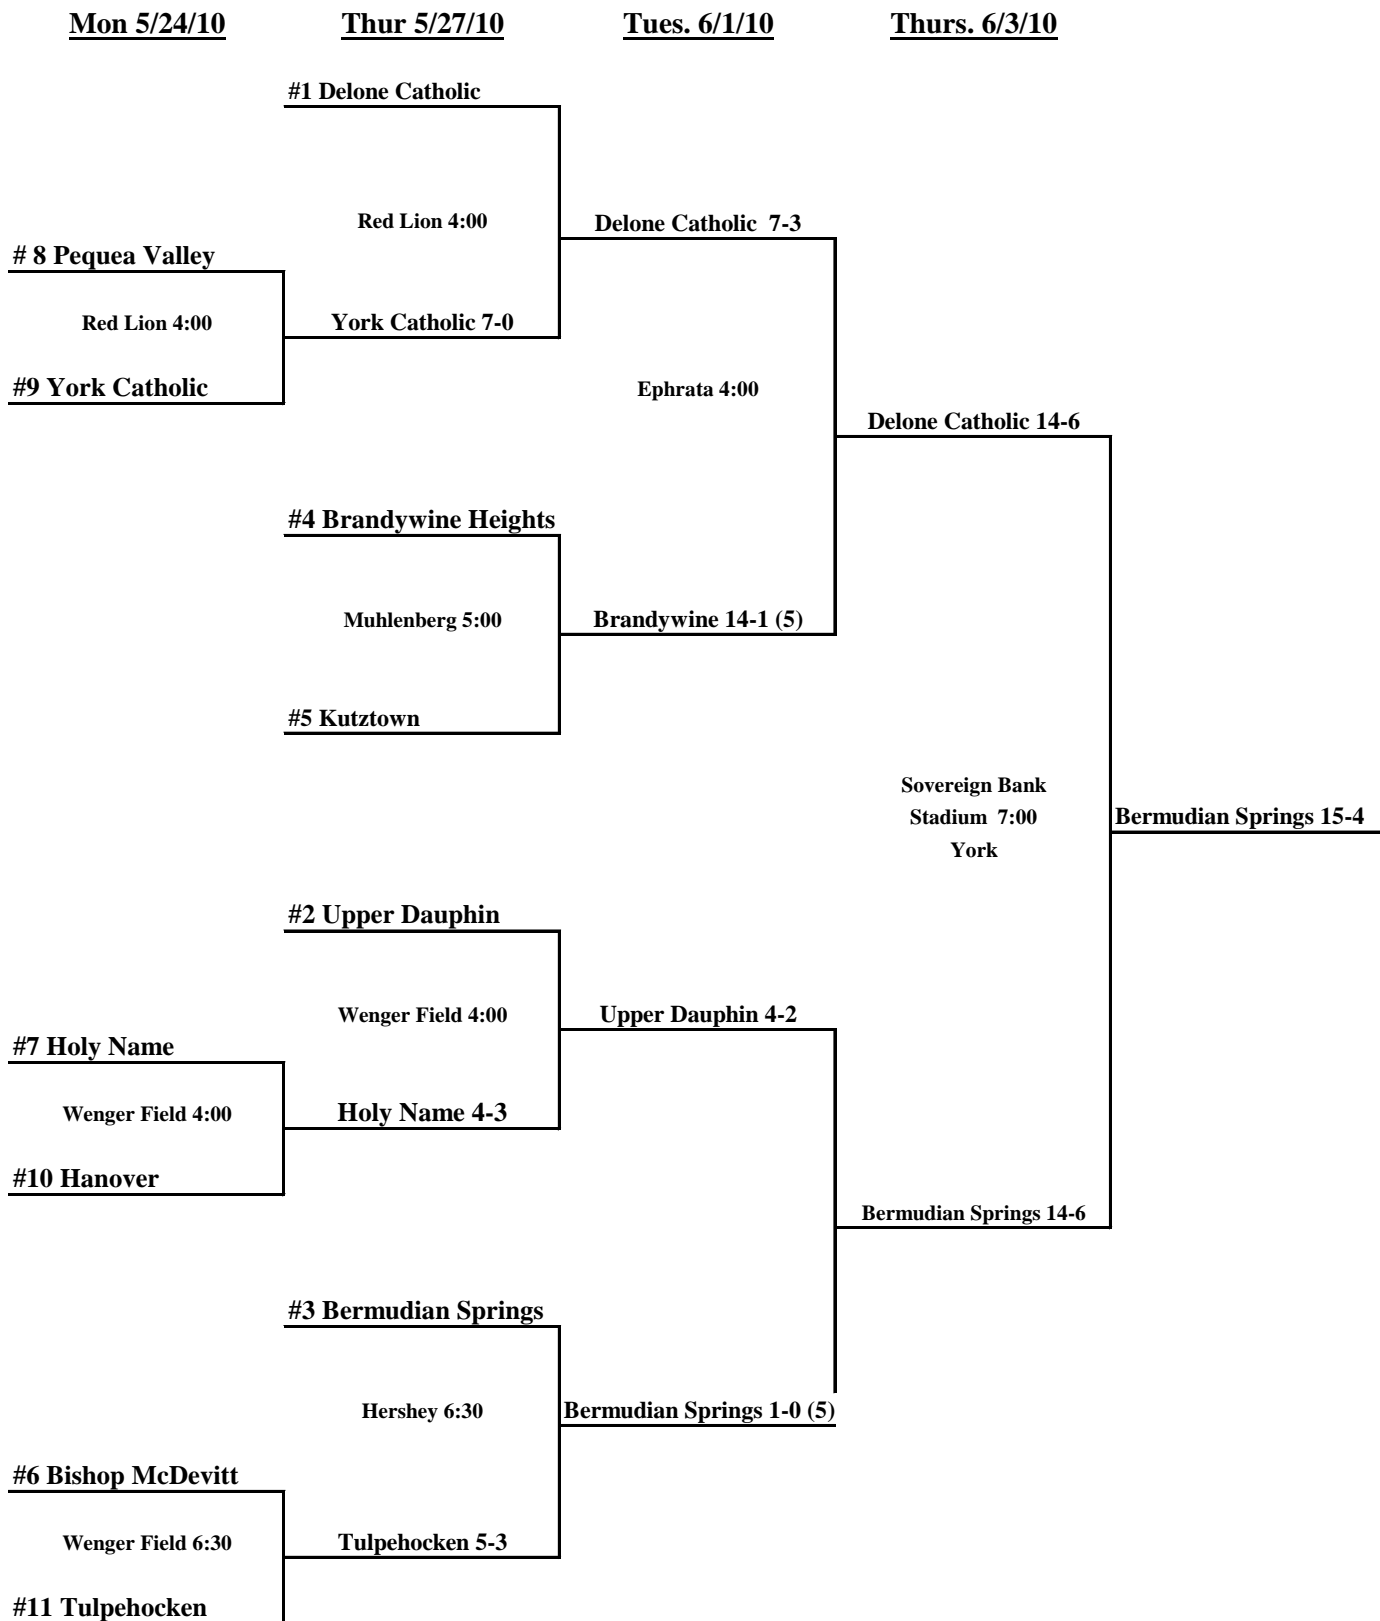 Mon 5/24/10 Thur 5/27/10 Tues. 6/1/10 Thurs. 6/3/10
#1 Delone Catholic
Red Lion 4:00
Delone Catholic  7-3
# 8 Pequea Valley
Red Lion 4:00
York Catholic 7-0
#9 York Catholic
Ephrata 4:00
Delone Catholic 14-6
#4 Brandywine Heights
Muhlenberg 5:00
Brandywine 14-1 (5)
#5 Kutztown
Sovereign Bank
Stadium  7:00
York
Bermudian Springs 15-4
#2 Upper Dauphin
Wenger Field 4:00
Upper Dauphin 4-2
#7 Holy Name
Wenger Field 4:00
Holy Name 4-3
#10 Hanover
Bermudian Springs 14-6
#3 Bermudian Springs
Hershey 6:30
Bermudian Springs 1-0 (5)
#6 Bishop McDevitt
Wenger Field 6:30
Tulpehocken 5-3
#11 Tulpehocken